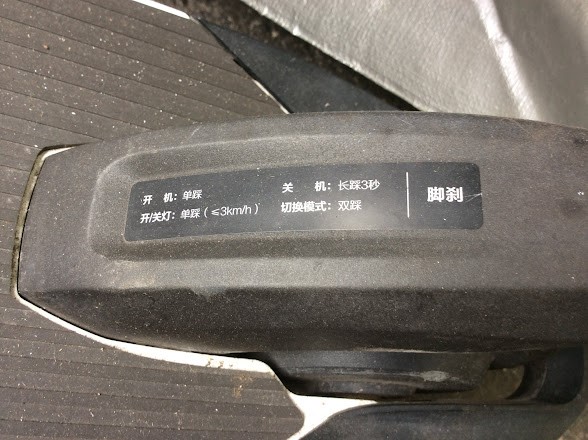 开 机：单踩 关 机：长踩3秒
开/关灯：单踩（≤3km/h） 切换模式：双踩
脚刹